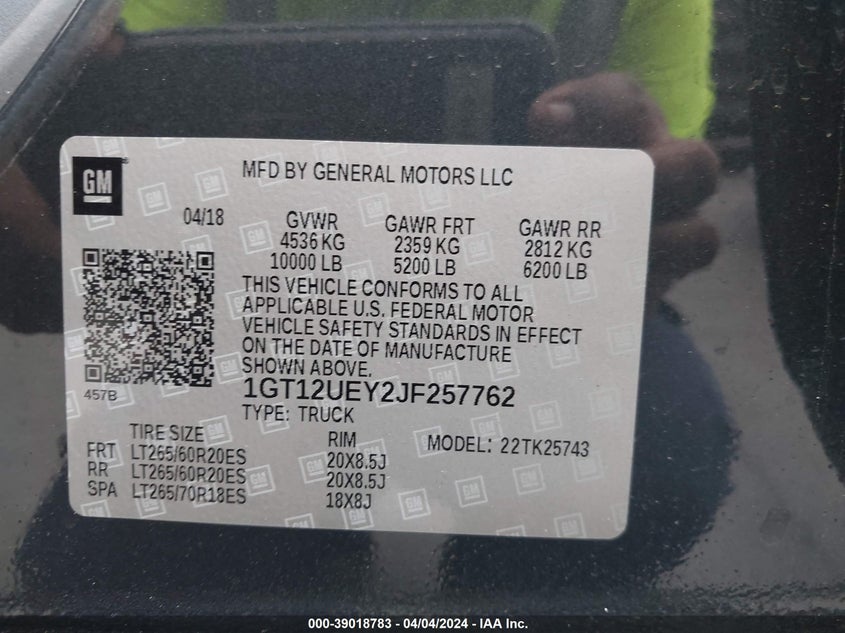 GM
MFD BY GENERAL MOTORS LLC
04/18
GVWR GAWR FRT GAWR RR
4536 KG 2359 KG 2812 KG
10000 LB 5200 LB 6200 LB
THIS VEHICLE CONFORMS TO ALL
APPLICABLE U.S. FEDERAL MOTOR
VEHICLE SAFETY STANDARDS IN EFFECT
ON THE DATE OF MANUFACTURE
SHOWN ABOVE.
457B
1GT12UEY2JF257762
TYPE: TRUCK
TIRE SIZE RIM MODEL: 22TK25743
FRT LT265/60R20ES 20X8.5J
RR LT265/60R20ES 20X8.5J
SPA LT265/70R18ES 18X8J
000-39018783 - 04/04/2024 - IAA Inc.